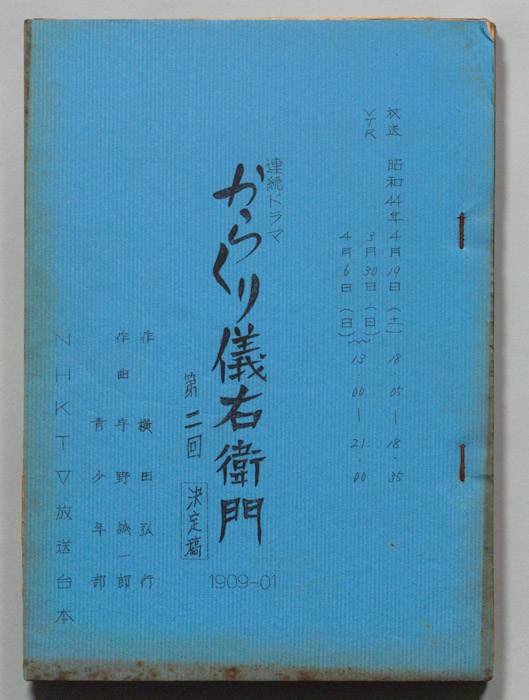 放送 昭和44年4月19日(土) 18・05―18・35
VTR 3月30日(日)〜
4月6日(日) 13・00―21・00
連続ドラマ
からくり儀右衛門
第二回 決定稿
1909-01
作 横田弘行
作曲 宇野誠一郎
青少年部
NHKTV放送台本